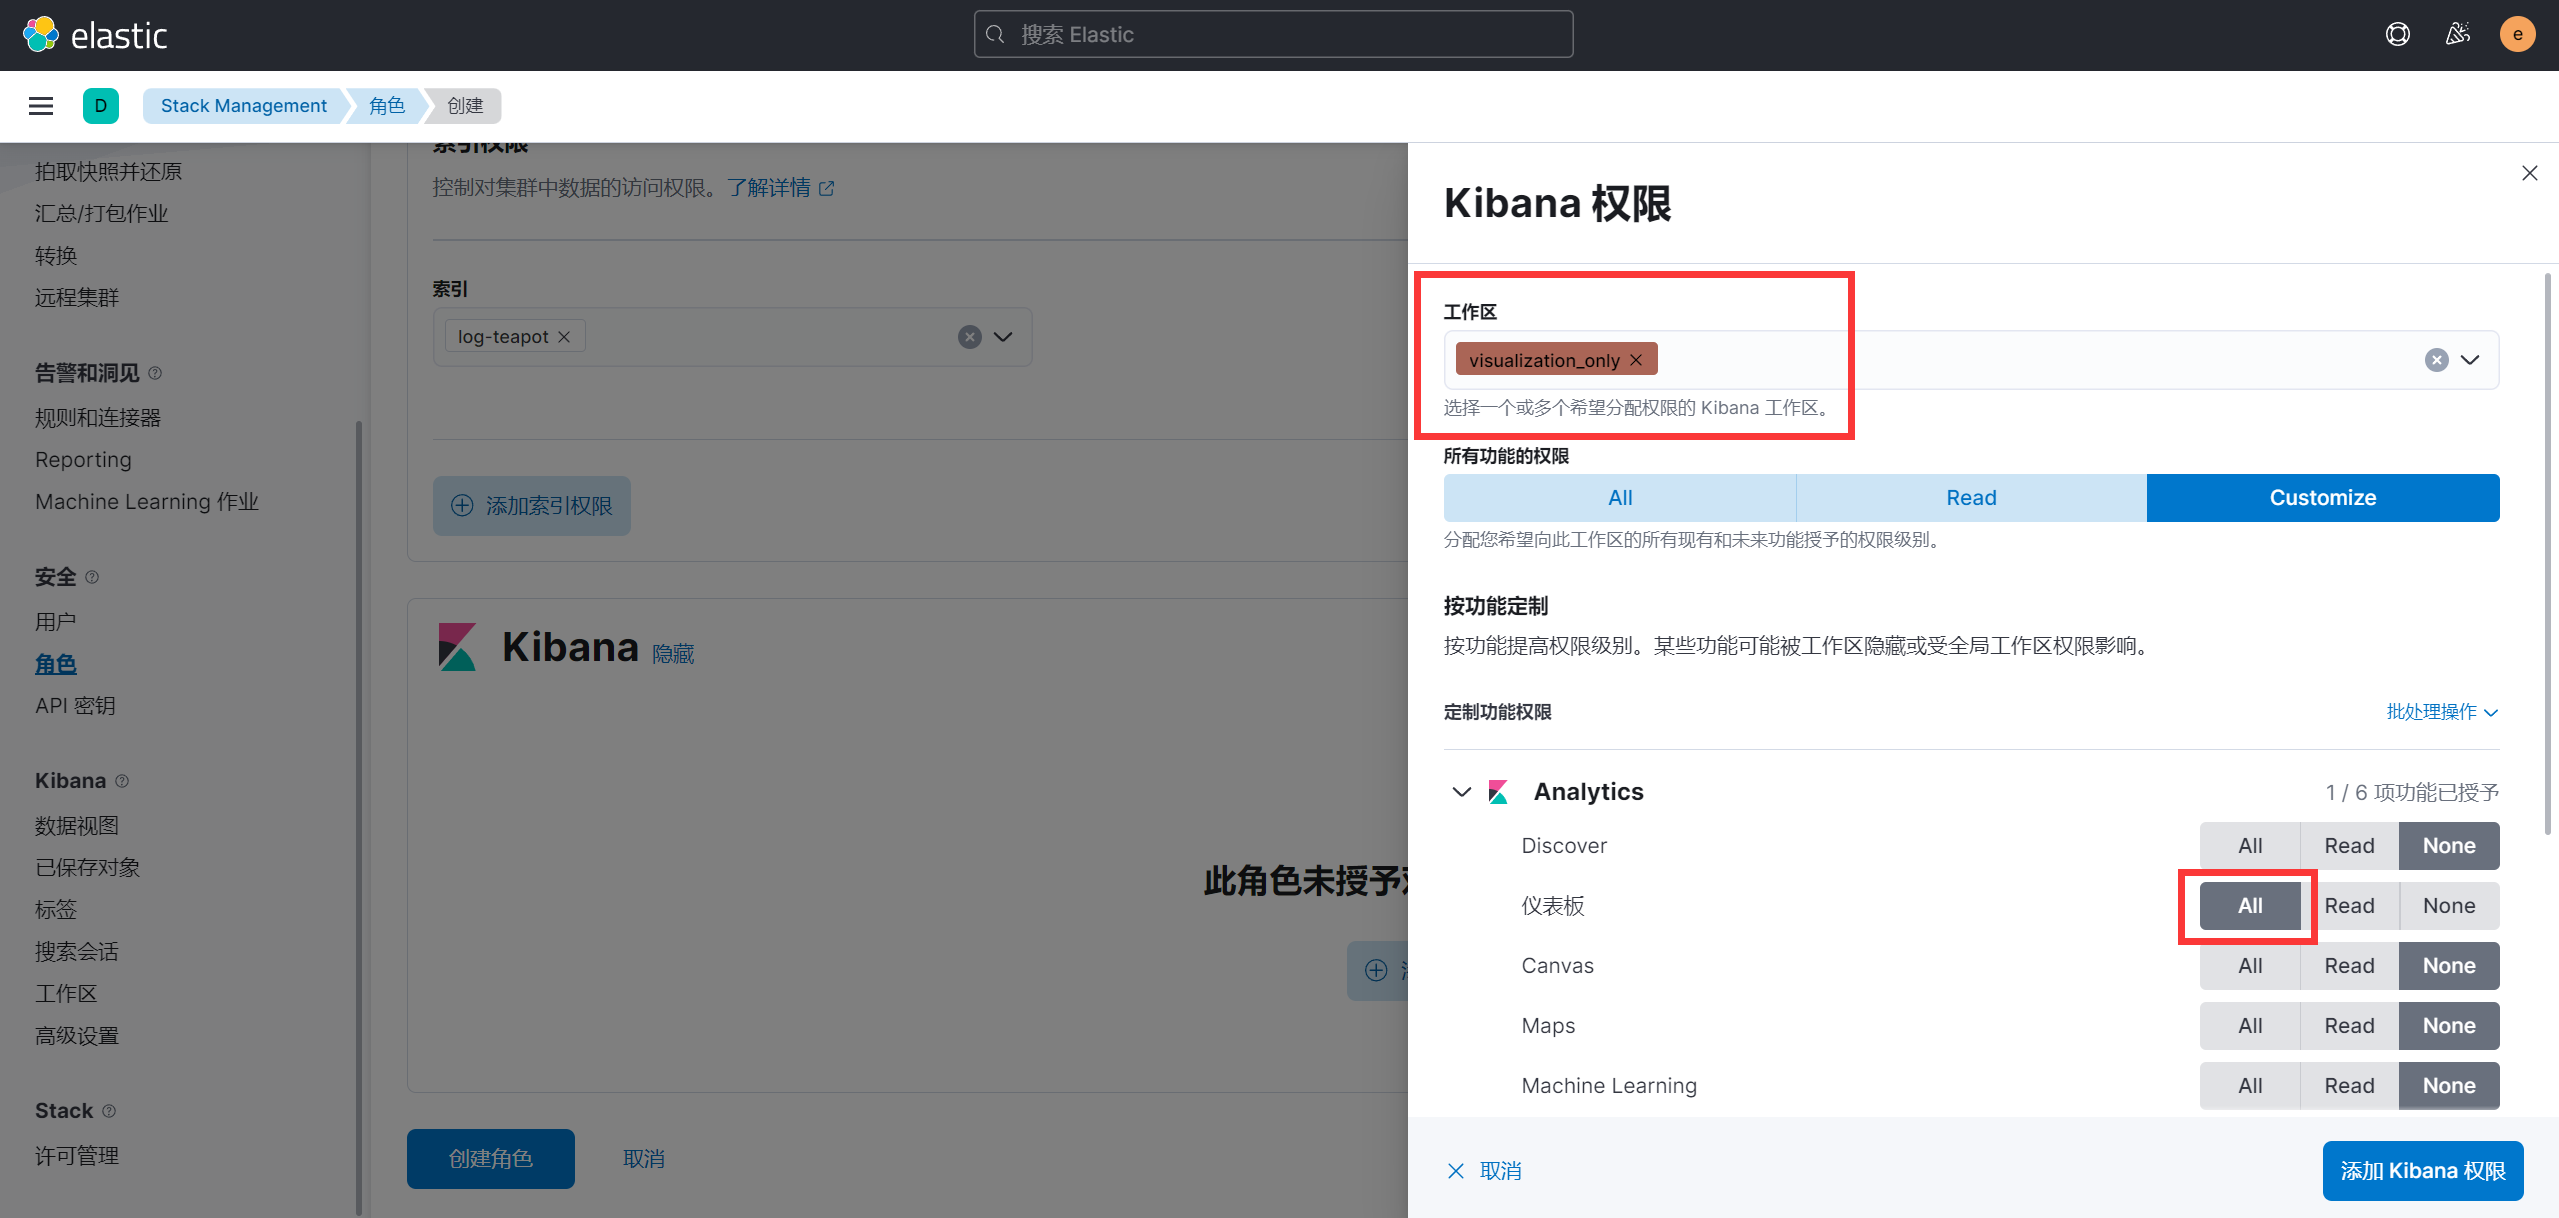 elastic
搜索 Elastic
e
D
Stack Management
角色
创建
拍取快照并还原
汇总/打包作业
转换
远程集群
告警和洞见
规则和连接器
Reporting
Machine Learning 作业
安全
用户
角色
API 密钥
Kibana
数据视图
已保存对象
标签
搜索会话
工作区
高级设置
Stack
许可管理
索引权限
控制对集群中数据的访问权限。了解详情
索引
log-teapot
添加索引权限
Kibana 隐藏
此角色未授予
创建角色
取消
Kibana 权限
工作区
visualization_only
选择一个或多个希望分配权限的 Kibana 工作区。
所有功能的权限
All Read Customize
分配您希望向此工作区的所有现有和未来功能授予的权限级别。
按功能定制
按功能提高权限级别。某些功能可能被工作区隐藏或受全局工作区权限影响。
定制功能权限
批处理操作
Analytics
1 / 6 项功能已授予
Discover All Read None
仪表板 All Read None
Canvas All Read None
Maps All Read None
Machine Learning All Read None
取消
添加 Kibana 权限